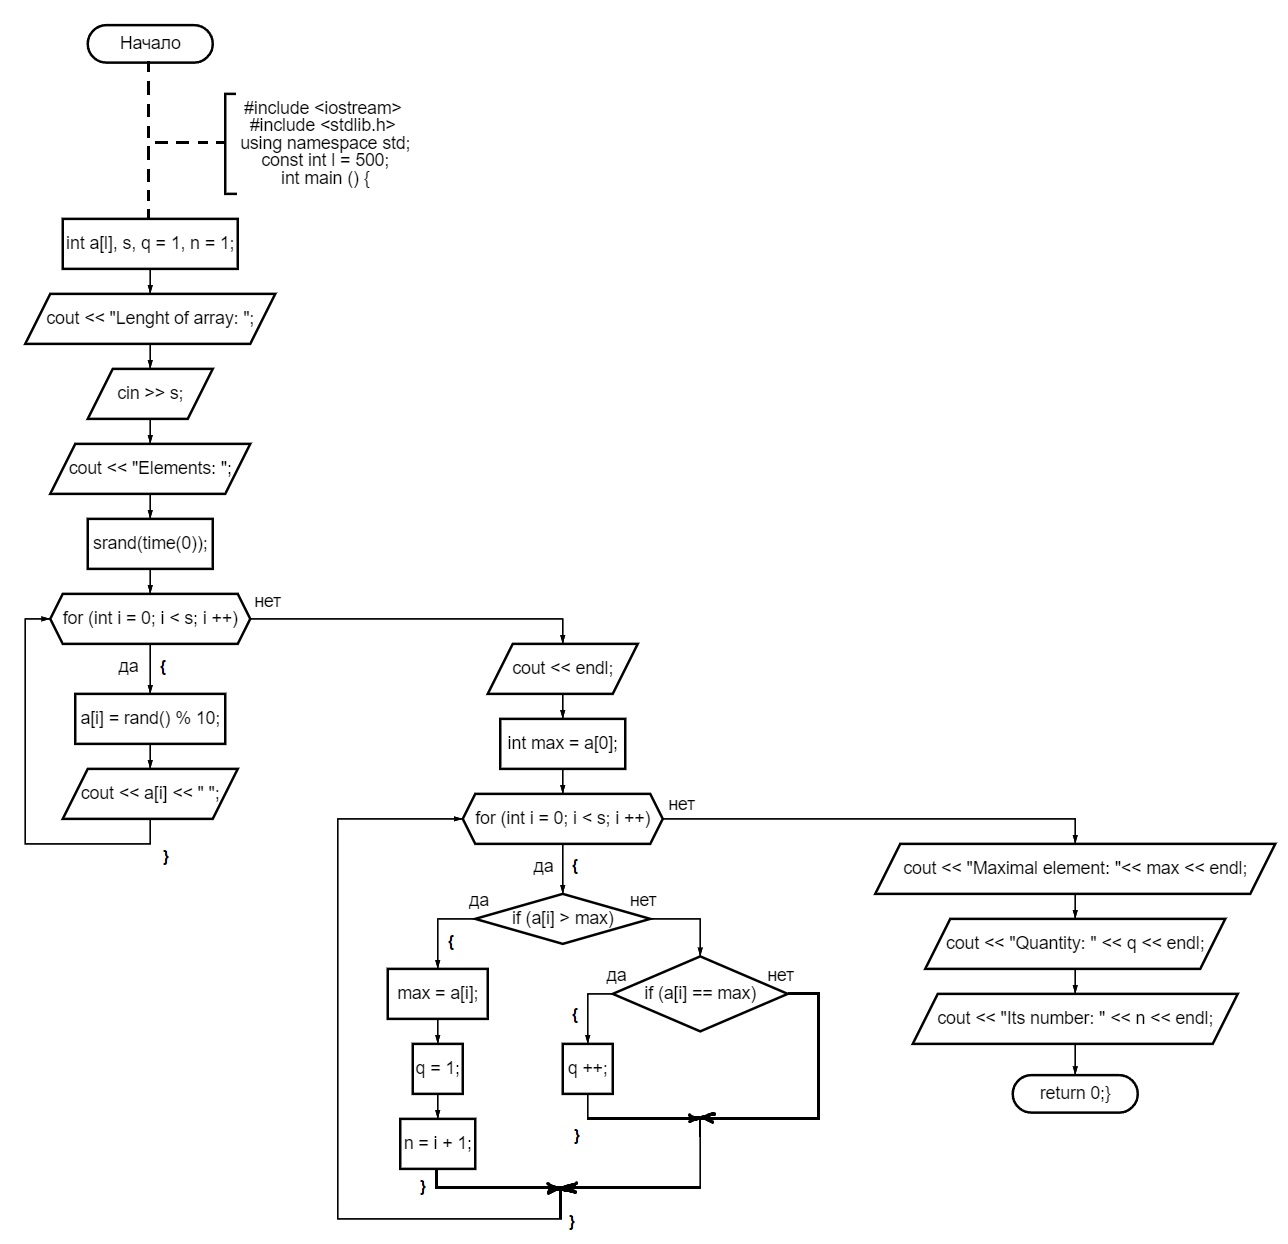 Начало
#include <iostream>
#include <stdlib.h>
using namespace std;
const int l = 500;
int main () {
int a[l], s, q = 1, n = 1;
cout << "Lenght of array: ";
cin >> s;
cout << "Elements: ";
srand(time(0));
for (int i = 0; i < s; i ++)
нет
да
{
a[i] = rand() % 10;
cout << a[i] << " ";
}
cout << endl;
int max = a[0];
for (int i = 0; i < s; i ++)
нет
да
{
if (a[i] > max)
да
нет
{
max = a[i];
q = 1;
n = i + 1;
}
if (a[i] == max)
да
нет
{
q ++;
}
}
cout << "Maximal element: "<< max << endl;
cout << "Quantity: " << q << endl;
cout << "Its number: " << n << endl;
return 0;}